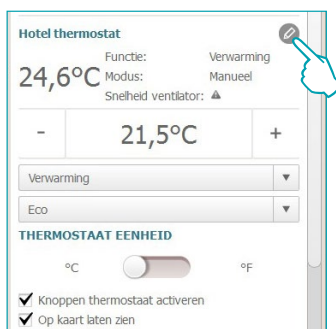 Hotel thermostat
24,6°C
Functie: Verwarming
Modus: Manueel
Snelheid ventilator:
- 21,5°C +
Verwarming
Eco
THERMOSTAAT EENHEID
°C °F
Knoppen thermostaat activeren
Op kaart laten zien